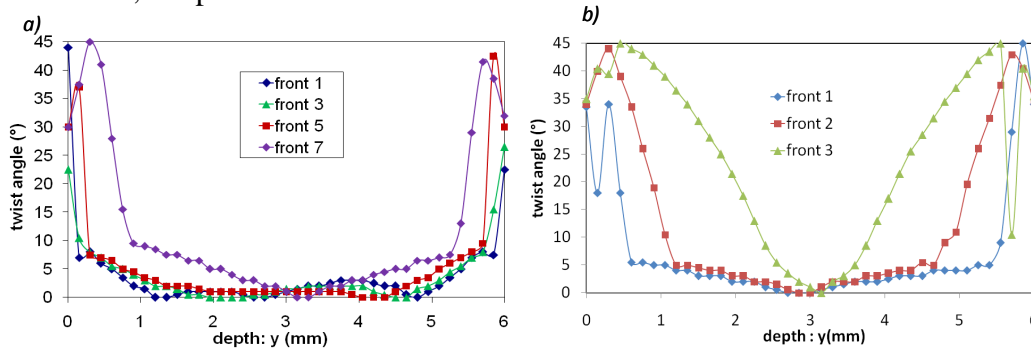 a)
45
40
35
30
25
20
15
10
5
0
twist angle (°)
front 1
front 3
front 5
front 7
0 1 2 3 4 5 6
depth: y (mm)
b)
45
40
35
30
25
20
15
10
5
0
twist angle (°)
front 1
front 2
front 3
0 1 2 3 4 5 6
depth : y(mm)